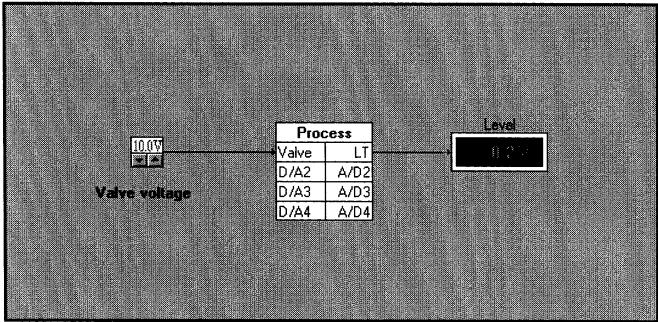 Process
Level
10.0V
Valve LT
D/A2 A/D2
Valve voltage
D/A3 A/D3
D/A4 A/D4